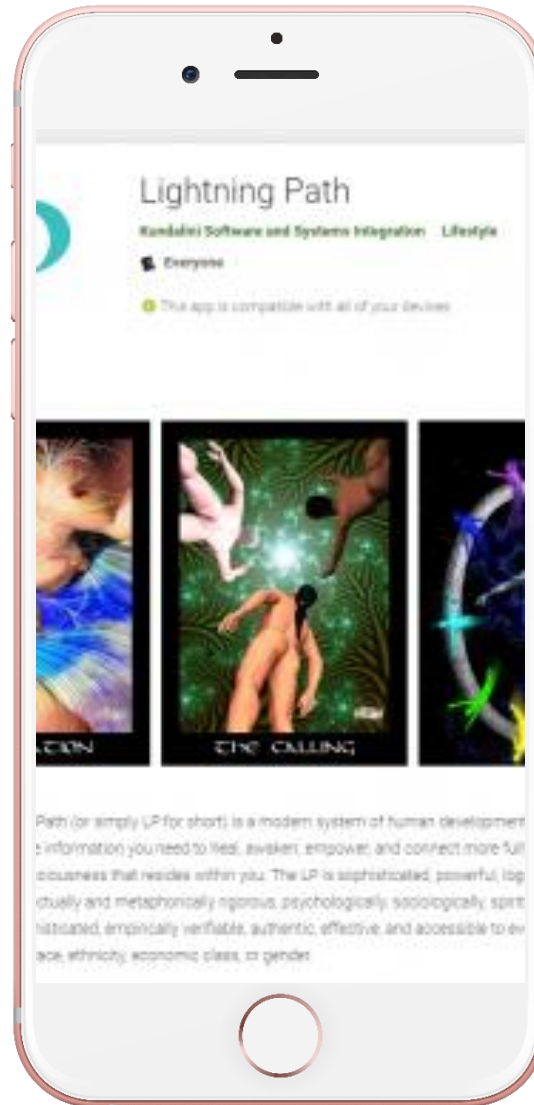 Lightning Path
Kundalini Software and Systems Integration Lifestyle
Everyone
This app is compatible with all of your devices
ATION
THE CALLING
Path (or simply LP for short) is a modern system of human development
information you need to heal, awaken, empower, and connect more full
ciousness that resides within you. The LP is sophisticated, powerful, log
ctually and metaphorically rigorous, psychologically, sociologically, spirit
histicated, empirically verifiable, authentic, effective, and accessible to ev
ace, ethnicity, economic class, or gender.